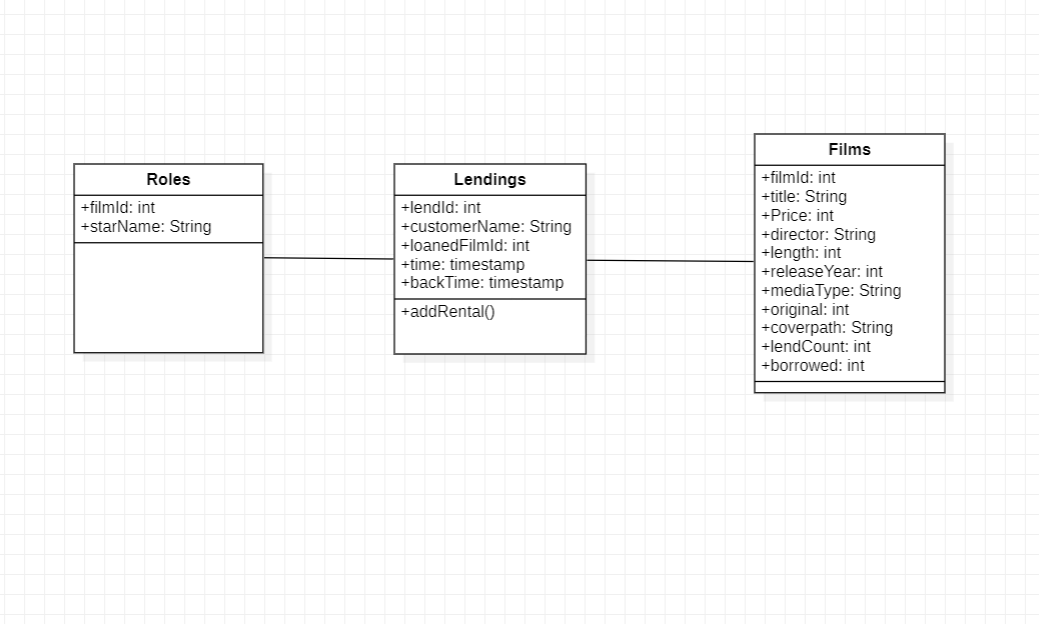 Roles
+filmId: int
+starName: String
Lendings
+lendId: int
+customerName: String
+loanedFilmId: int
+time: timestamp
+backTime: timestamp
+addRental()
Films
+filmId: int
+title: String
+Price: int
+director: String
+length: int
+releaseYear: int
+mediaType: String
+original: int
+coverpath: String
+lendCount: int
+borrowed: int